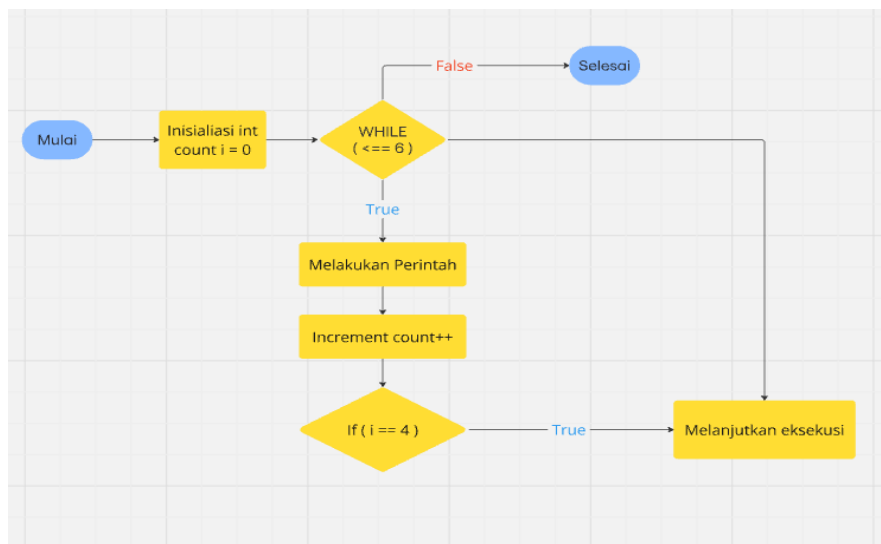 False
Selesai
Mulai
Inisialiasi int
count i = 0
WHILE
( <== 6 )
True
Melakukan Perintah
Increment count++
If ( i == 4 )
True
Melanjutkan eksekusi